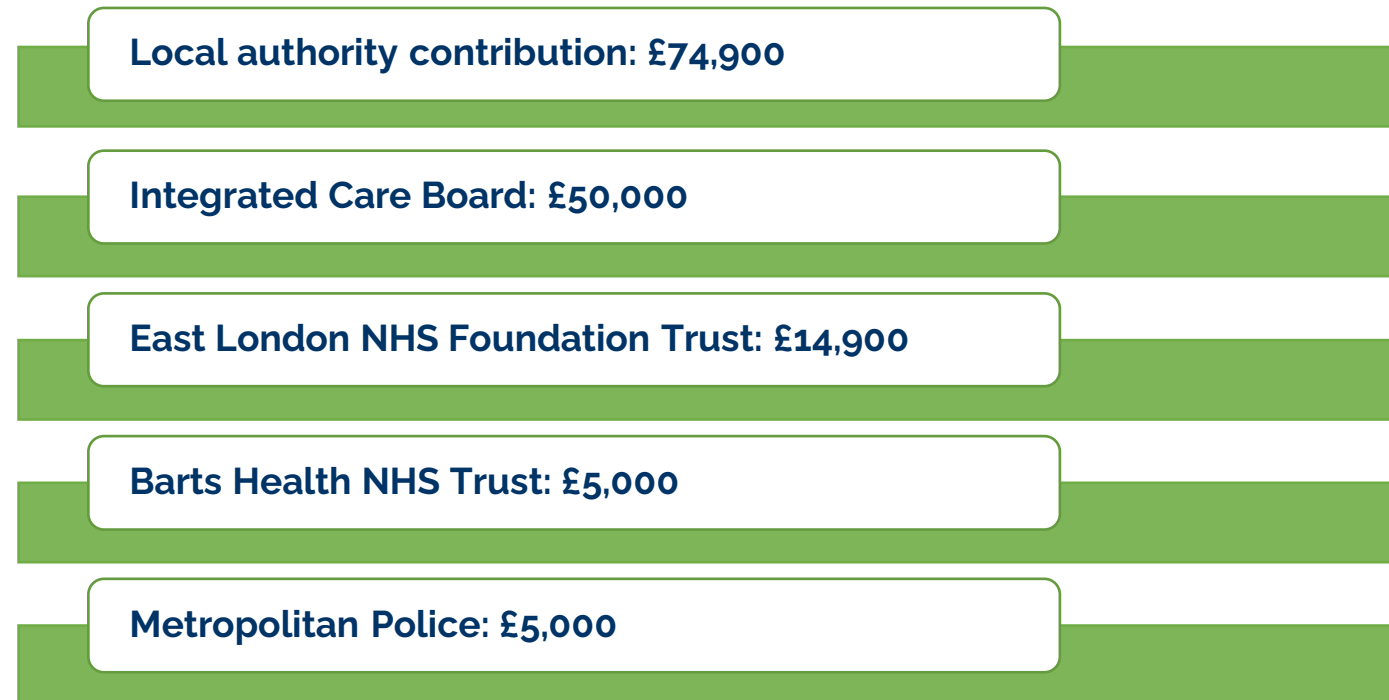 Local authority contribution: £74,900
Integrated Care Board: £50,000
East London NHS Foundation Trust: £14,900
Barts Health NHS Trust: £5,000
Metropolitan Police: £5,000